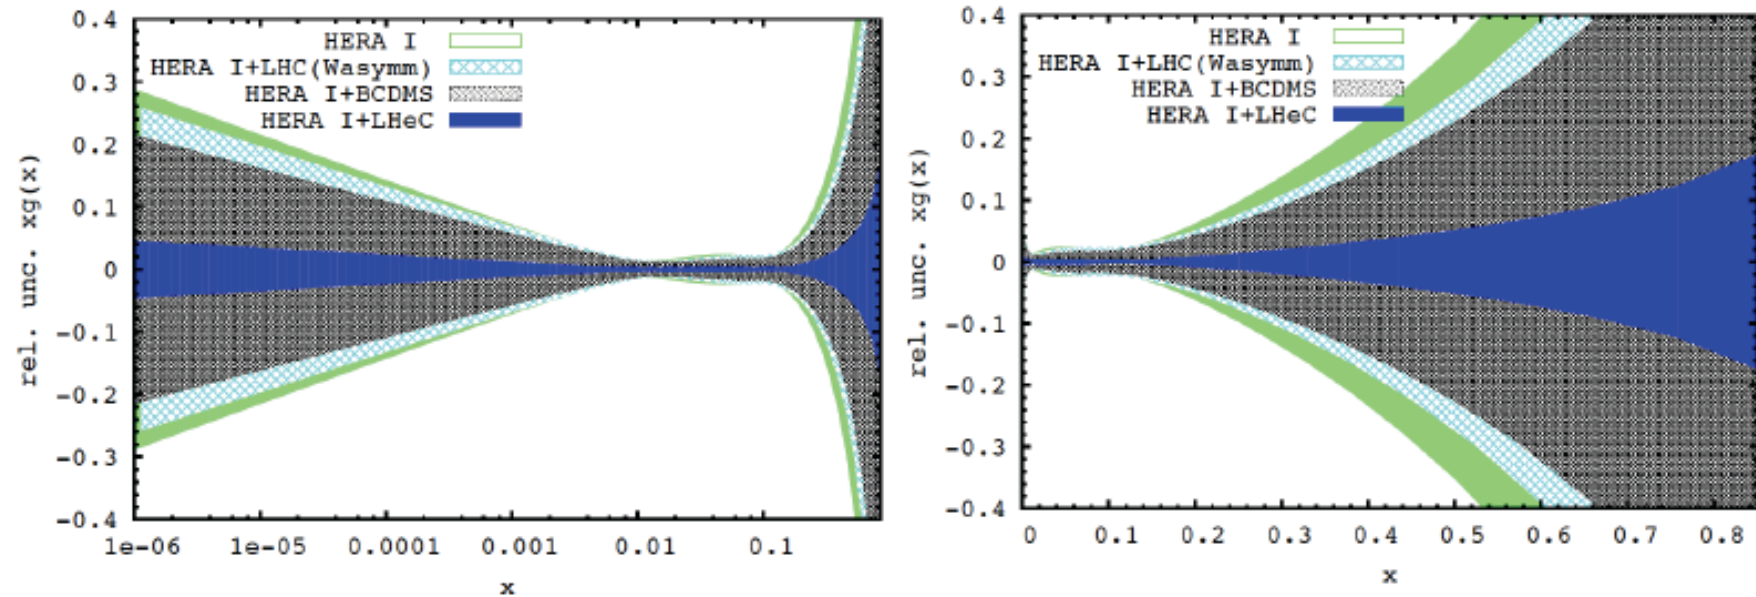 0.4
0.3
0.2
0.1
0
-0.1
-0.2
-0.3
-0.4
rel. unc. xg(x)
HERA I
HERA I+LHC(Wasymm)
HERA I+BCDMS
HERA I+LHeC
1e-06 1e-05 0.0001 0.001 0.01 0.1
x
0.4
0.3
0.2
0.1
0
-0.1
-0.2
-0.3
-0.4
rel. unc. xg(x)
HERA I
HERA I+LHC(Wasymm)
HERA I+BCDMS
HERA I+LHeC
0 0.1 0.2 0.3 0.4 0.5 0.6 0.7 0.8
x